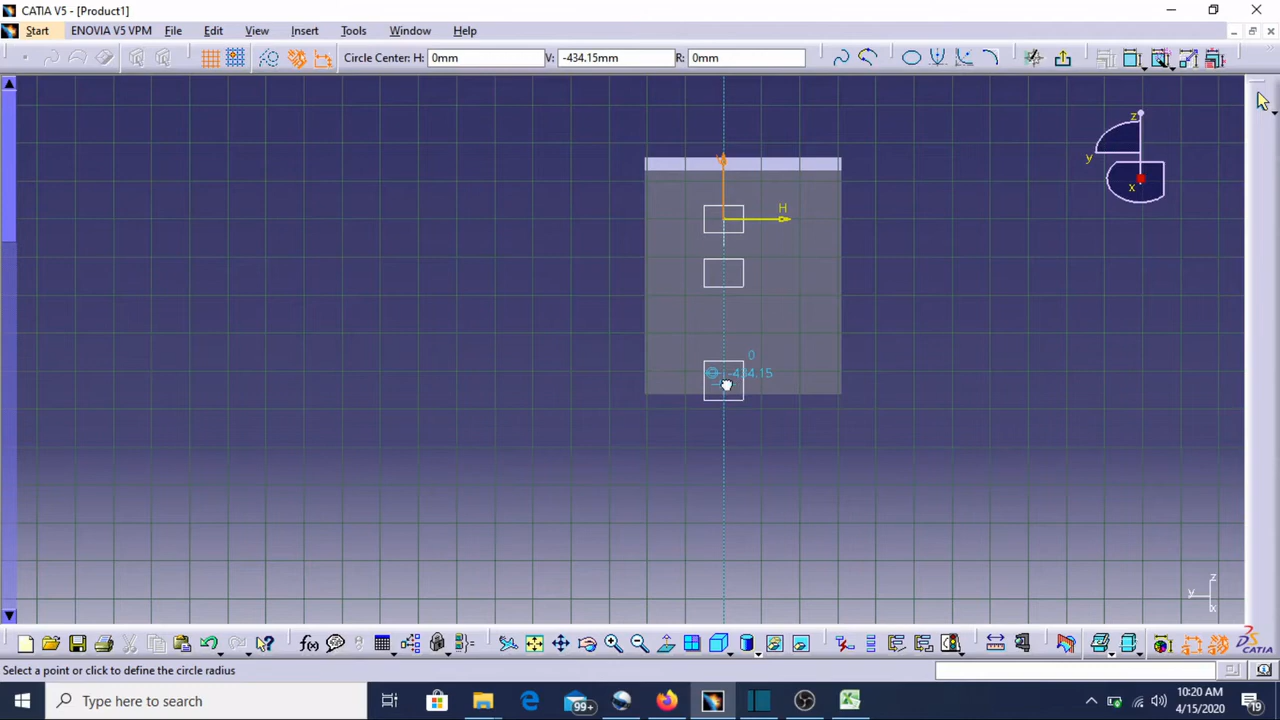 CATIA V5 - [Product1]
Start ENOVIA V5 VPM File Edit View Insert Tools Window Help
Circle Center: H: 0mm V: -434.15mm R: 0mm
z
y
x
H
0
-434.15
z
y
x
f(x)
CATIA
Select a point or click to define the circle radius
Type here to search
99+
10:20 AM
4/15/2020
19